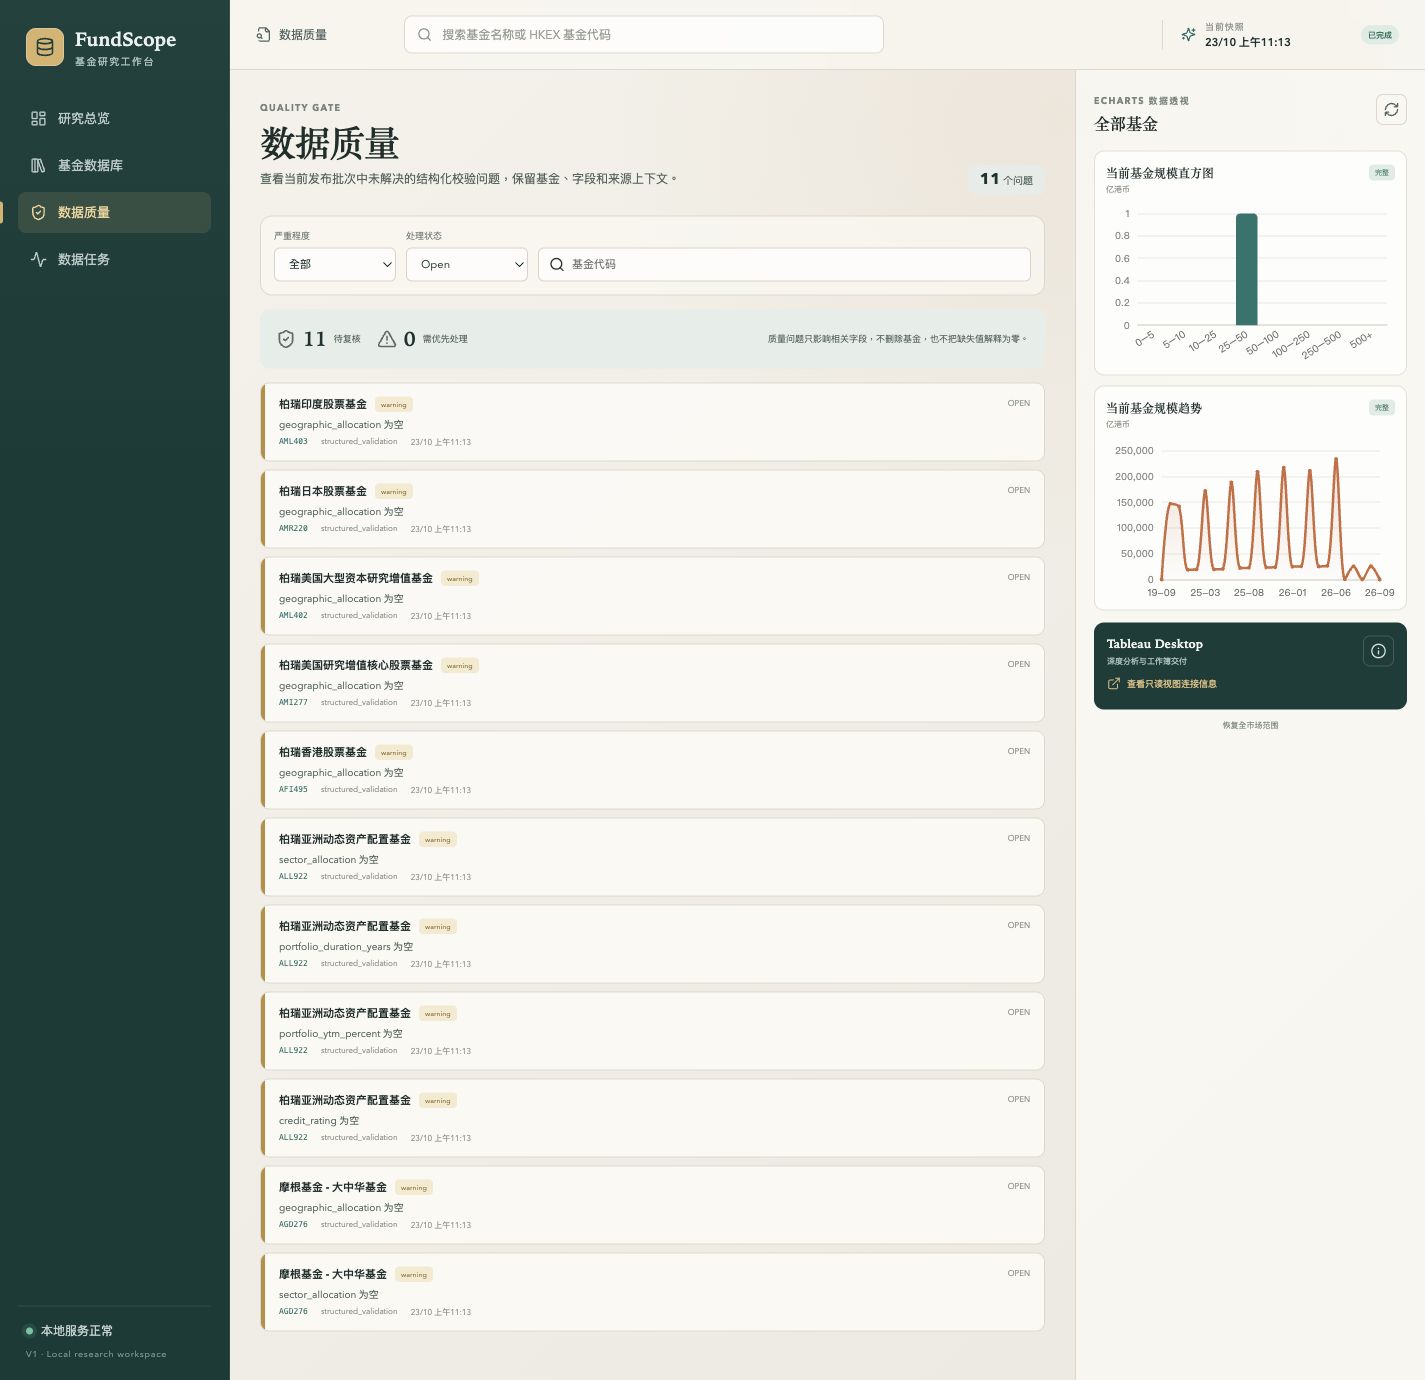 FundScope
基金研究工作台
研究总览
基金数据库
数据质量
数据任务
本地服务正常
V1 · Local research workspace
数据质量
搜索基金名称或 HKEX 基金代码
当前快照
23/10 上午11:13
已完成
QUALITY GATE
数据质量
查看当前发布批次中未解决的结构化校验问题，保留基金、字段和来源上下文。
11 个问题
严重程度
处理状态
全部
Open
基金代码
11 待复核
0 需优先处理
质量问题只影响相关字段，不删除基金，也不把缺失值解释为零。
柏瑞印度股票基金 warning OPEN
geographic_allocation 为空
AML403 structured_validation 23/10 上午11:13
柏瑞日本股票基金 warning OPEN
geographic_allocation 为空
AMR220 structured_validation 23/10 上午11:13
柏瑞美国大型资本研究增值基金 warning OPEN
geographic_allocation 为空
AML402 structured_validation 23/10 上午11:13
柏瑞美国研究增值核心股票基金 warning OPEN
geographic_allocation 为空
AMI277 structured_validation 23/10 上午11:13
柏瑞香港股票基金 warning OPEN
geographic_allocation 为空
AFI495 structured_validation 23/10 上午11:13
柏瑞亚洲动态资产配置基金 warning OPEN
sector_allocation 为空
ALL922 structured_validation 23/10 上午11:13
柏瑞亚洲动态资产配置基金 warning OPEN
portfolio_duration_years 为空
ALL922 structured_validation 23/10 上午11:13
柏瑞亚洲动态资产配置基金 warning OPEN
portfolio_ytm_percent 为空
ALL922 structured_validation 23/10 上午11:13
柏瑞亚洲动态资产配置基金 warning OPEN
credit_rating 为空
ALL922 structured_validation 23/10 上午11:13
摩根基金 - 大中华基金 warning OPEN
geographic_allocation 为空
AGD276 structured_validation 23/10 上午11:13
摩根基金 - 大中华基金 warning OPEN
sector_allocation 为空
AGD276 structured_validation 23/10 上午11:13
ECHARTS 数据透视
全部基金
当前基金规模直方图 完整
亿港币
1
0.8
0.6
0.4
0.2
0
0–5 5–10 10–25 25–50 50–100 100–250 250–500 500+
当前基金规模趋势 完整
亿港币
250,000
200,000
150,000
100,000
50,000
0
19–09 25–03 25–08 26–01 26–06 26–09
Tableau Desktop
深度分析与工作簿交付
查看只读视图连接信息
恢复全市场范围